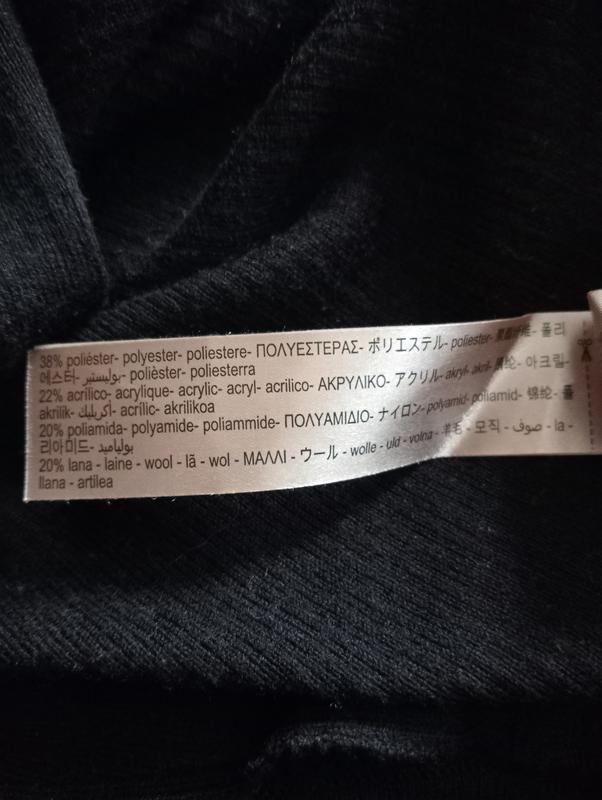 38% poliéster- polyester- poliestere- ΠΟΛΥΕΣΤΕΡΑΣ- ポリエステル- poliester- 聚酯纤维- 폴리
에스터- بوليستير- polièster- poliesterra
22% acrilico- acrylique- acrylic- acryl- acrilico- ΑΚΡΥΛΙΚΟ- アクリル- akryl- akril- 腈纶- 아크릴-
akrilik- أكريليك- acrílic- akrilikoa
20% poliamida- polyamide- poliammide- ΠΟΛΥΑΜΙΔΙΟ- ナイロン- polyamid- poliamid- 锦纶- 폴
리아미드- بولياميد
20% lana - laine - wool - lã - wol - ΜΑΛΛΙ - ウール - wolle - uld - volna - 羊毛 - 모직 - صوف - la -
llana - artilea